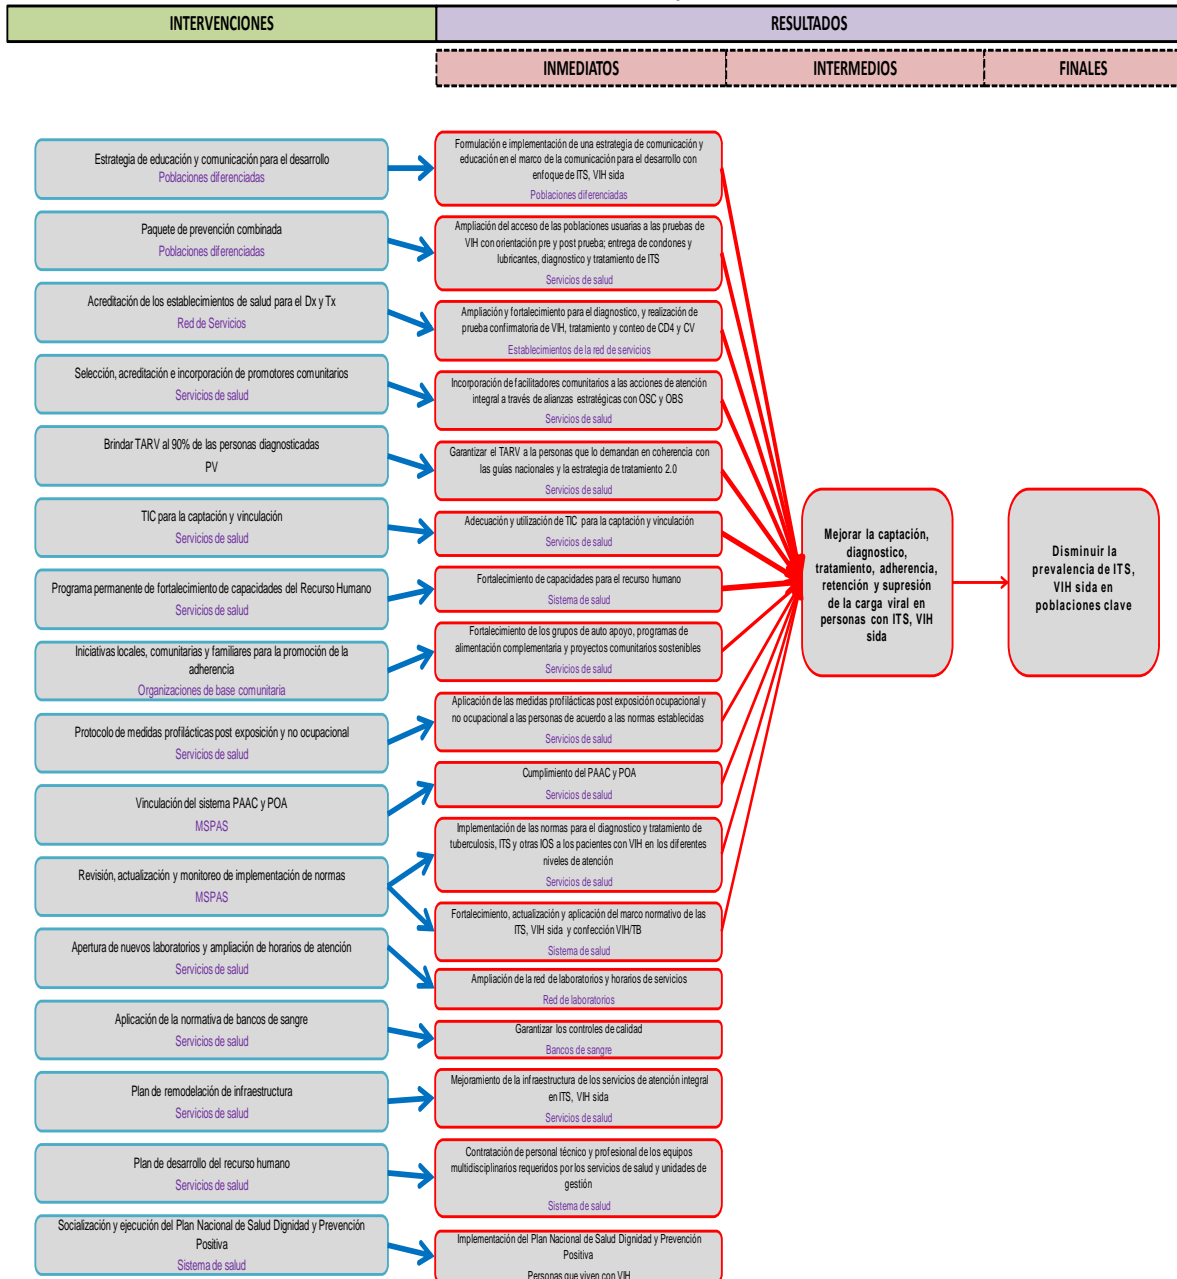 INTERVENCIONES
RESULTADOS
INMEDIATOS
INTERMEDIOS
FINALES
Estrategia de educación y comunicación para el desarrollo
Poblaciones diferenciadas
Formulación e implementación de una estrategia de comunicación y
educación en el marco de la comunicación para el desarrollo con
enfoque de ITS, VIH sida
Poblaciones diferenciadas
Paquete de prevención combinada
Poblaciones diferenciadas
Ampliación del acceso de las poblaciones usuarias a las pruebas de
VIH con orientación pre y post prueba; entrega de condones y
lubricantes, diagnostico y tratamiento de ITS
Servicios de salud
Acreditación de los establecimientos de salud para el Dx y Tx
Red de Servicios
Ampliación y fortalecimiento para el diagnostico, y realización de
prueba confirmatoria de VIH, tratamiento y conteo de CD4 y CV
Establecimientos de la red de servicios
Selección, acreditación e incorporación de promotores comunitarios
Servicios de salud
Incorporación de facilitadores comunitarios a las acciones de atención
integral a través de alianzas estratégicas con OSC y OBS
Servicios de salud
Brindar TARV al 90% de las personas diagnosticadas
PV
Garantizar el TARV a la personas que lo demandan en coherencia con
las guías nacionales y la estrategia de tratamiento 2.0
Servicios de salud
TIC para la captación y vinculación
Servicios de salud
Adecuación y utilización de TIC para la captación y vinculación
Servicios de salud
Programa permanente de fortalecimiento de capacidades del Recurso Humano
Servicios de salud
Fortalecimiento de capacidades para el recurso humano
Sistema de salud
Iniciativas locales, comunitarias y familiares para la promoción de la
adherencia
Organizaciones de base comunitaria
Fortalecimiento de los grupos de auto apoyo, programas de
alimentación complementaria y proyectos comunitarios sostenibles
Servicios de salud
Protocolo de medidas profilácticas post exposición y no ocupacional
Servicios de salud
Aplicación de las medidas profilácticas post exposición ocupacional y
no ocupacional a las personas de acuerdo a las normas establecidas
Servicios de salud
Vinculación del sistema PAAC y POA
MSPAS
Cumplimiento del PAAC y POA
Servicios de salud
Revisión, actualización y monitoreo de implementación de normas
MSPAS
Implementación de las normas para el diagnostico y tratamiento de
tuberculosis, ITS y otras IOS a los pacientes con VIH en los diferentes
niveles de atención
Servicios de salud
Fortalecimiento, actualización y aplicación del marco normativo de las
ITS, VIH sida y confección VIH/TB
Sistema de salud
Apertura de nuevos laboratorios y ampliación de horarios de atención
Servicios de salud
Ampliación de la red de laboratorios y horarios de servicios
Red de laboratorios
Aplicación de la normativa de bancos de sangre
Servicios de salud
Garantizar los controles de calidad
Bancos de sangre
Plan de remodelación de infraestructura
Servicios de salud
Mejoramiento de la infraestructura de los servicios de atención integral
en ITS, VIH sida
Servicios de salud
Plan de desarrollo del recurso humano
Servicios de salud
Contratación de personal técnico y profesional de los equipos
multidisciplinarios requeridos por los servicios de salud y unidades de
gestión
Sistema de salud
Socialización y ejecución del Plan Nacional de Salud Dignidad y Prevención
Positiva
Sistema de salud
Implementación del Plan Nacional de Salud Dignidad y Prevención
Positiva
Personas que viven con VIH
Mejorar la captación,
diagnostico,
tratamiento, adherencia,
retención y supresión
de la carga viral en
personas con ITS, VIH
sida
Disminuir la
prevalencia de ITS,
VIH sida en
poblaciones clave